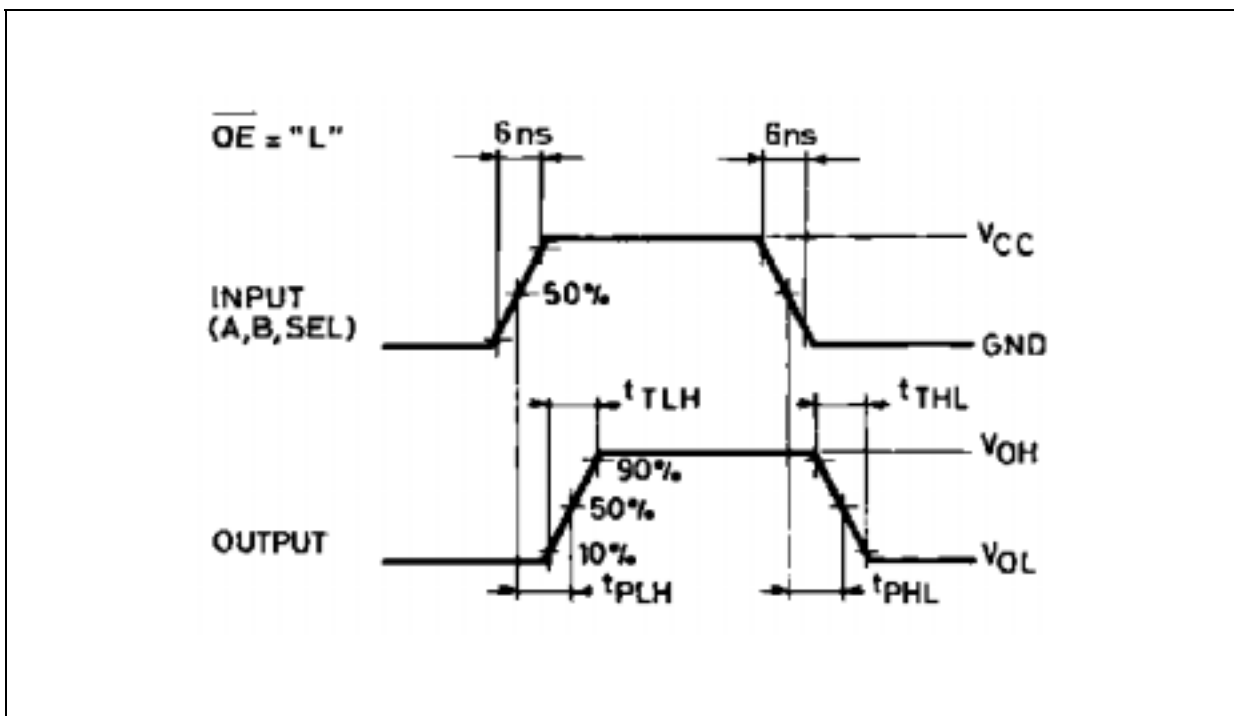 OE = "L"
6ns
6ns
VCC
INPUT
(A,B,SEL)
50%
GND
tTLH
tTHL
VOH
90%
50%
OUTPUT
10%
VOL
tPLH
tPHL